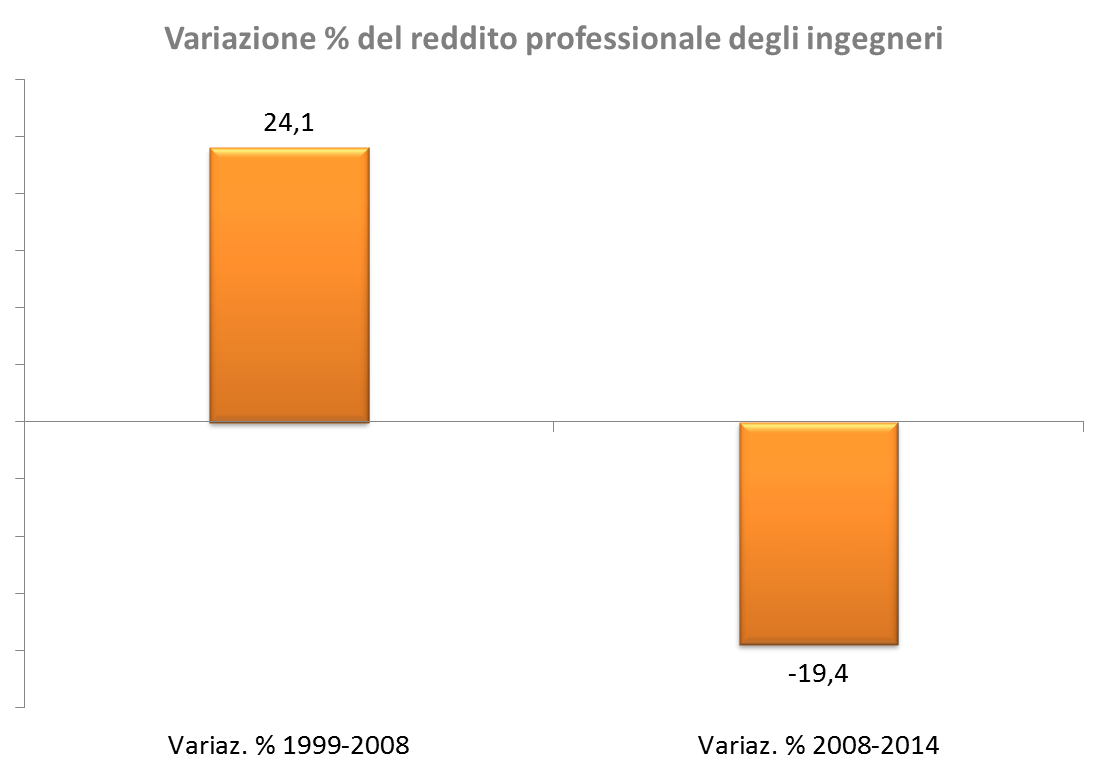 Variazione % del reddito professionale degli ingegneri
24,1
-19,4
Variaz. % 1999-2008
Variaz. % 2008-2014